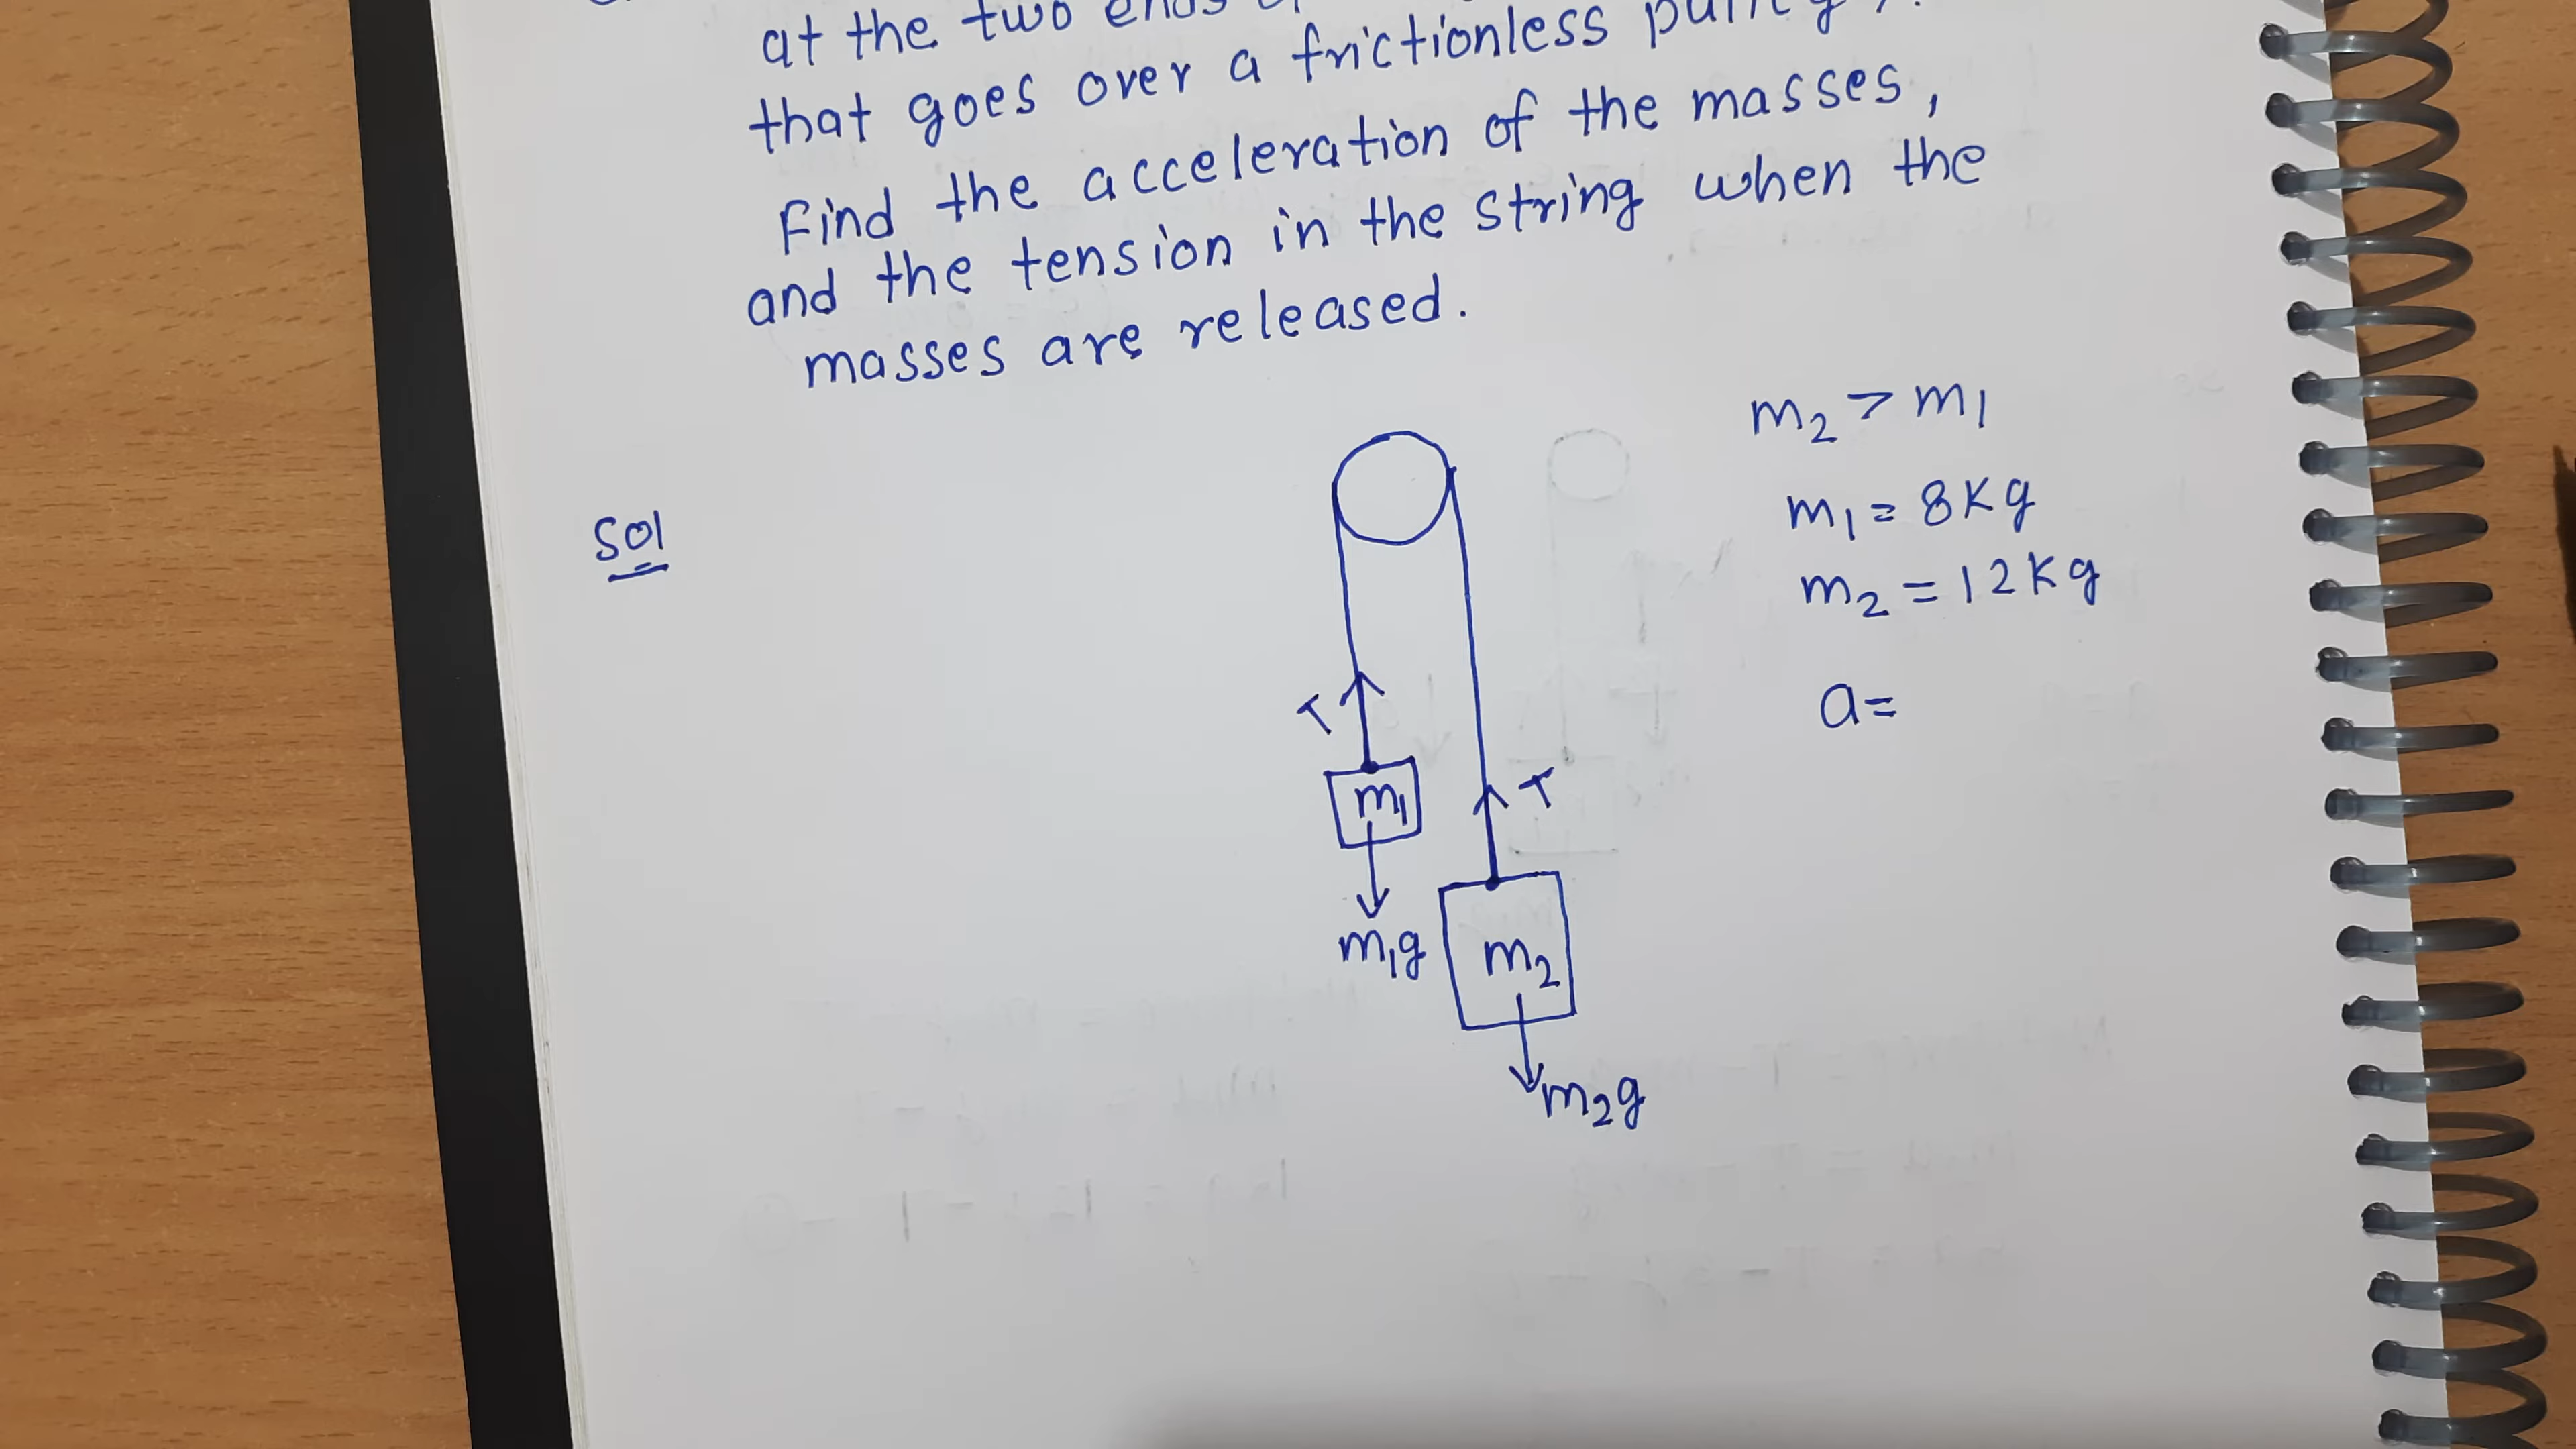 at the two ends
that goes over a frictionless
Find the acceleration of the masses,
and the tension in the string when the
masses are released.
m2 > m1
m1 = 8Kg
Sol
m2 = 12Kg
a=
T
T
m1
m1g
m2
m2g